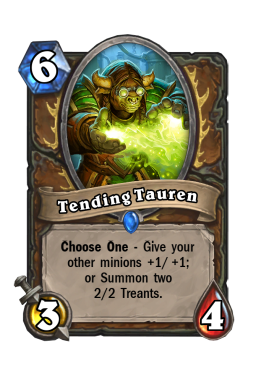 6
Tending Tauren
Choose One - Give your
other minions +1/ +1;
or Summon two
2/2 Treants.
3
4